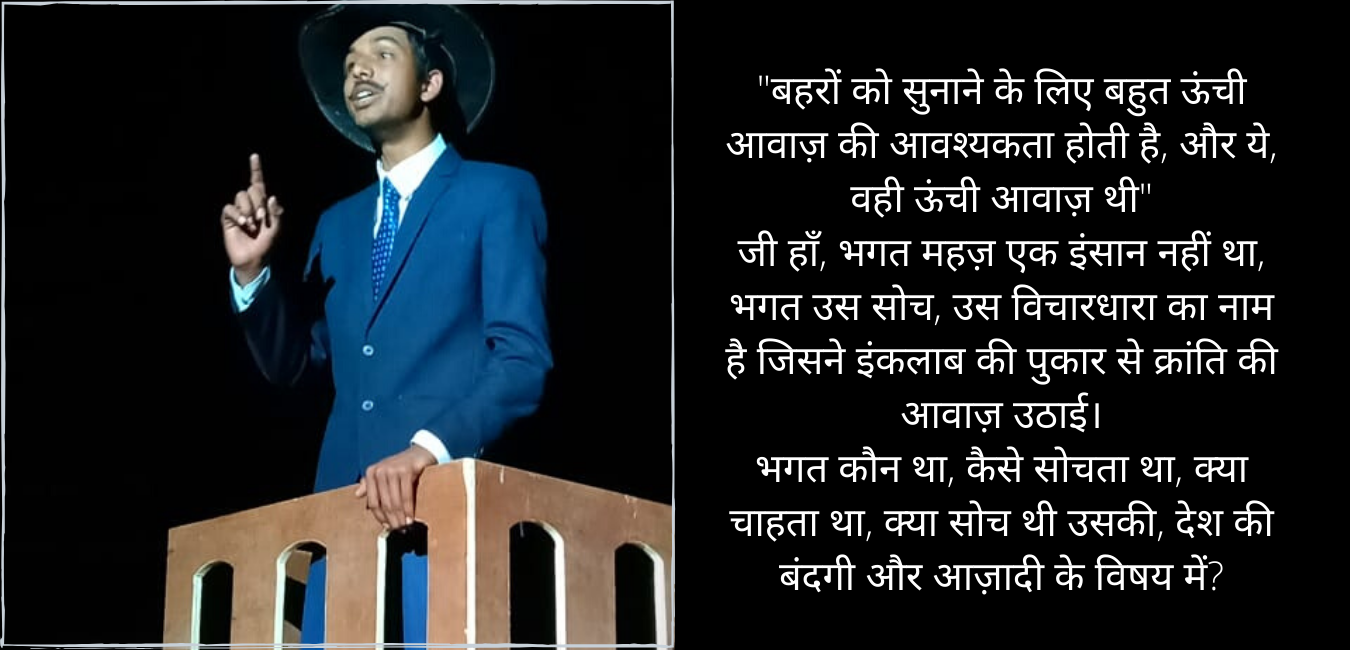 "बहरों को सुनाने के लिए बहुत ऊंची
आवाज़ की आवश्यकता होती है, और ये,
वही ऊंची आवाज़ थी"
जी हाँ, भगत महज़ एक इंसान नहीं था,
भगत उस सोच, उस विचारधारा का नाम
है जिसने इंकलाब की पुकार से क्रांति की
आवाज़ उठाई।
भगत कौन था, कैसे सोचता था, क्या
चाहता था, क्या सोच थी उसकी, देश की
बंदगी और आज़ादी के विषय में?